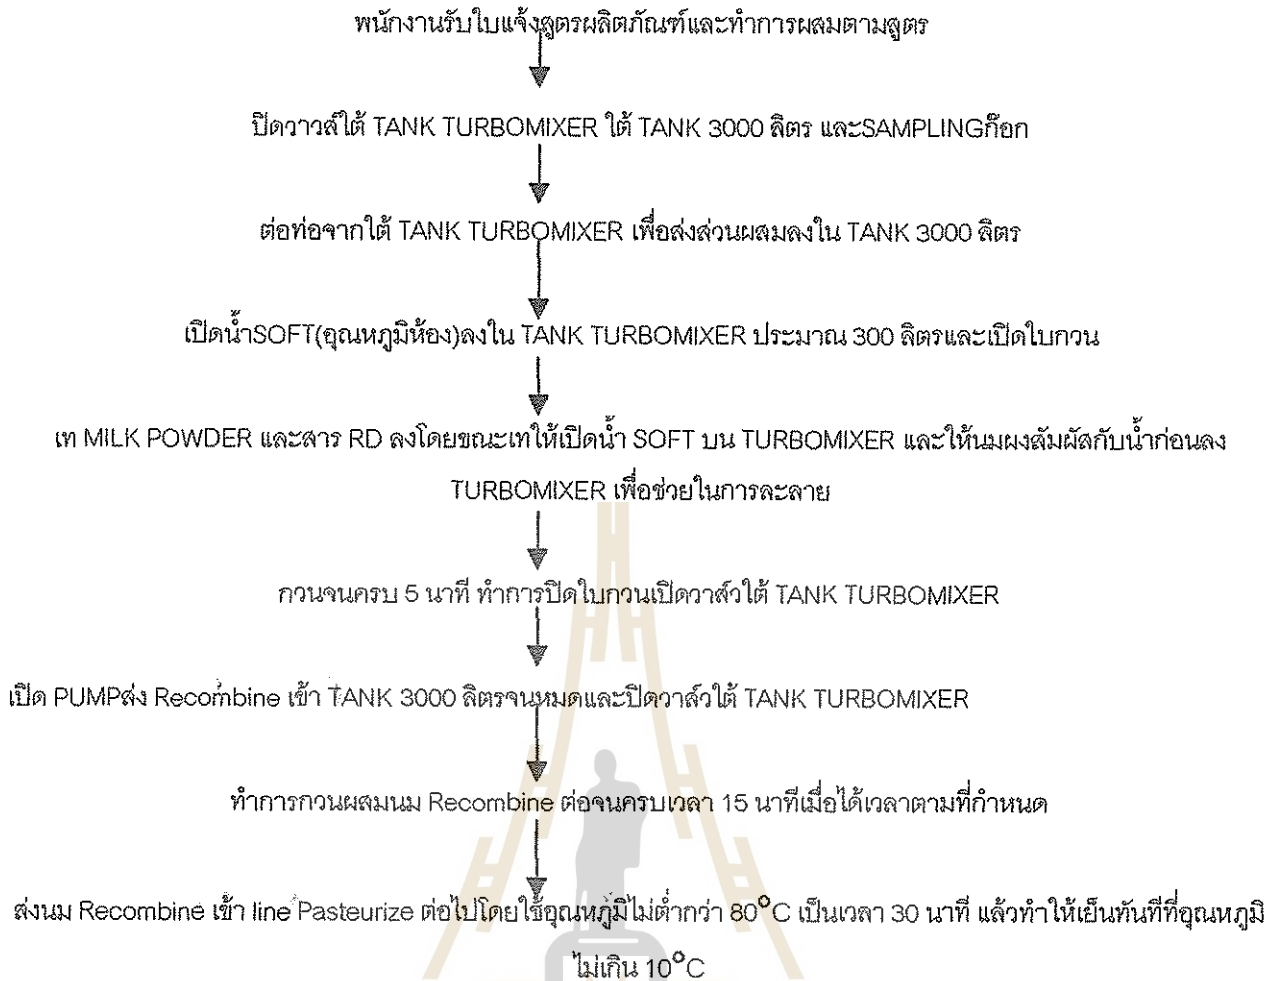 พนักงานรับใบแจ้งสูตรผลิตภัณฑ์และทำการผสมตามสูตร
ปิดวาวส์ใต้ TANK TURBOMIXER ใต้ TANK 3000 ลิตร และSAMPLINGก๊อก
ต่อท่อจากใต้ TANK TURBOMIXER เพื่อส่งส่วนผสมลงใน TANK 3000 ลิตร
เปิดน้ำSOFT(อุณหภูมิห้อง)ลงใน TANK TURBOMIXER ประมาณ 300 ลิตรและเปิดใบกวน
เท MILK POWDER และสาร RD ลงโดยขณะเทให้เปิดน้ำ SOFT บน TURBOMIXER และให้นมผงสัมผัสกับน้ำก่อนลง
TURBOMIXER เพื่อช่วยในการละลาย
กวนจนครบ 5 นาที ทำการปิดใบกวนเปิดวาล์วใต้ TANK TURBOMIXER
เปิด PUMPส่ง Recombine เข้า TANK 3000 ลิตรจนหมดและปิดวาล์วใต้ TANK TURBOMIXER
ทำการกวนผสมนม Recombine ต่อจนครบเวลา 15 นาทีเมื่อได้เวลาตามที่กำหนด
ส่งนม Recombine เข้า line Pasteurize ต่อไปโดยใช้อุณหภูมิไม่ต่ำกว่า 80°C เป็นเวลา 30 นาที แล้วทำให้เย็นทันทีที่อุณหภูมิ
ไม่เกิน 10°C